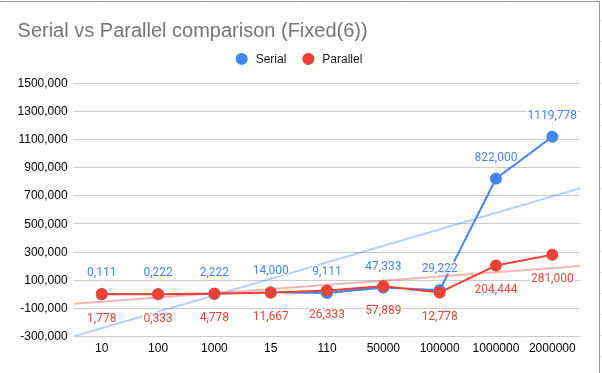 Serial vs Parallel comparison (Fixed(6))
Serial Parallel
1500,000
1300,000
1100,000
900,000
700,000
500,000
300,000
100,000
-100,000
-300,000
0,111 0,222 2,222 14,000 9,111 47,333 29,222 822,000 1119,778
1,778 0,333 4,778 11,667 26,333 57,889 12,778 204,444 281,000
10 100 1000 15 110 50000 100000 1000000 2000000